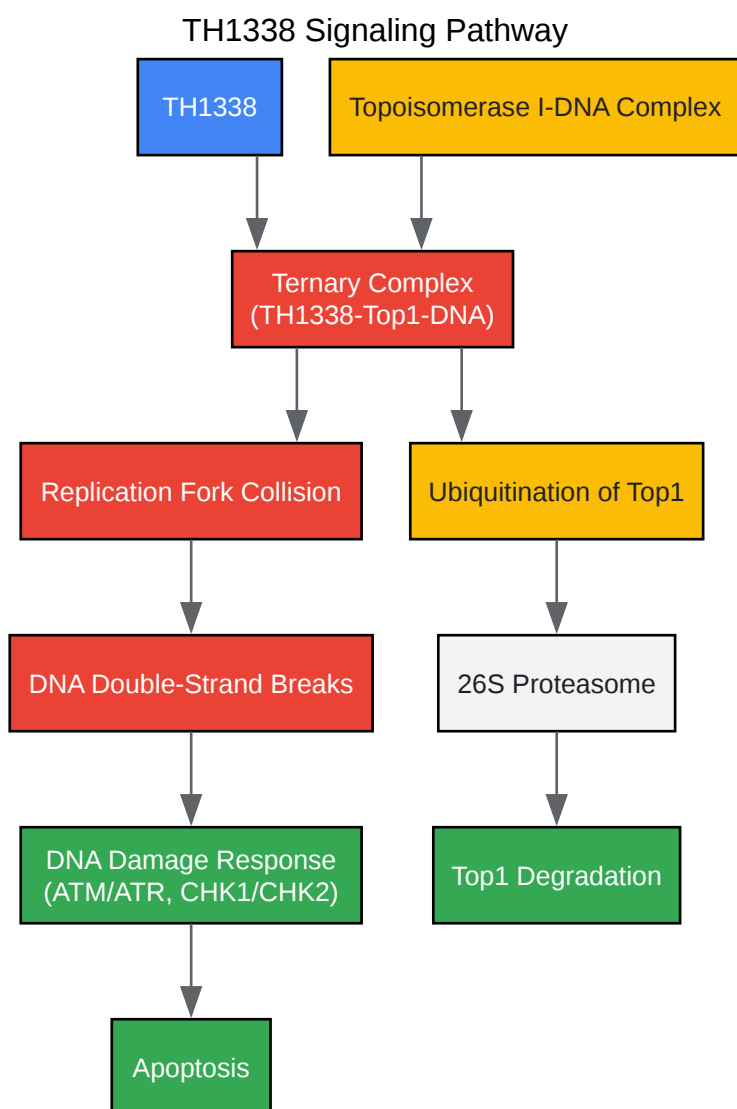 TH1338 Signaling Pathway
TH1338
Topoisomerase I-DNA Complex
Ternary Complex
(TH1338-Top1-DNA)
Replication Fork Collision
Ubiquitination of Top1
DNA Double-Strand Breaks
26S Proteasome
DNA Damage Response
(ATM/ATR, CHK1/CHK2)
Top1 Degradation
Apoptosis